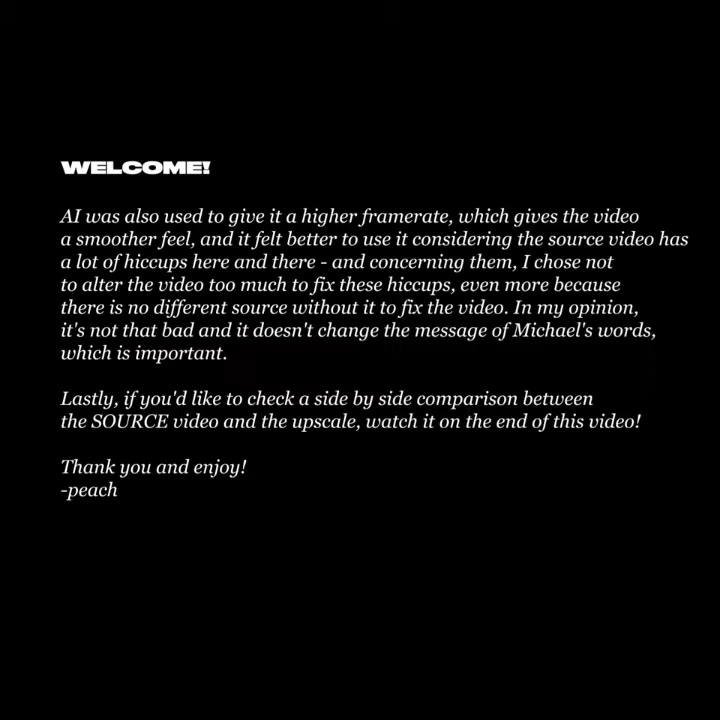 WELCOME!
AI was also used to give it a higher framerate, which gives the video
a smoother feel, and it felt better to use it considering the source video has
a lot of hiccups here and there - and concerning them, I chose not
to alter the video too much to fix these hiccups, even more because
there is no different source without it to fix the video. In my opinion,
it's not that bad and it doesn't change the message of Michael's words,
which is important.
Lastly, if you'd like to check a side by side comparison between
the SOURCE video and the upscale, watch it on the end of this video!
Thank you and enjoy!
-peach